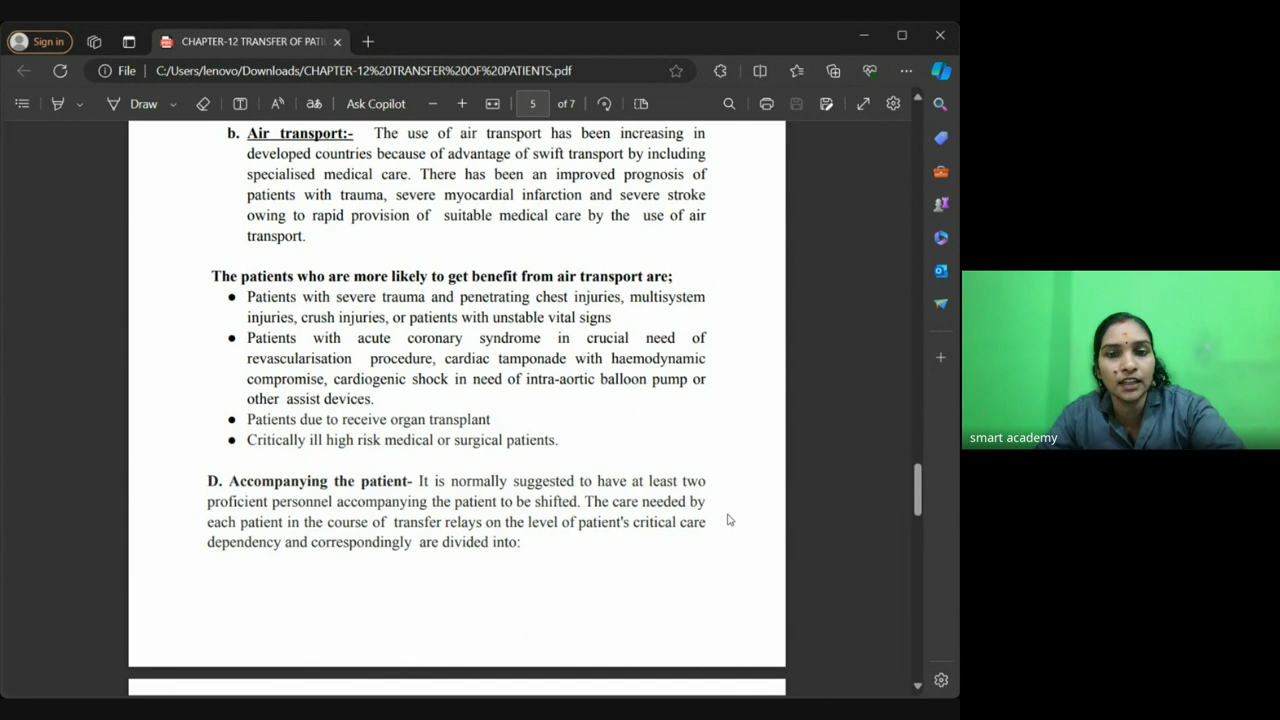 Sign in
CHAPTER-12 TRANSFER OF PATI
File
C:/Users/lenovo/Downloads/CHAPTER-12%20TRANSFER%20OF%20PATIENTS.pdf
Draw
Ask Copilot
5 of 7
b. Air transport:- The use of air transport has been increasing in
developed countries because of advantage of swift transport by including
specialised medical care. There has been an improved prognosis of
patients with trauma, severe myocardial infarction and severe stroke
owing to rapid provision of suitable medical care by the use of air
transport.
The patients who are more likely to get benefit from air transport are;
● Patients with severe trauma and penetrating chest injuries, multisystem
injuries, crush injuries, or patients with unstable vital signs
● Patients with acute coronary syndrome in crucial need of
revascularisation procedure, cardiac tamponade with haemodynamic
compromise, cardiogenic shock in need of intra-aortic balloon pump or
other assist devices.
● Patients due to receive organ transplant
● Critically ill high risk medical or surgical patients.
D. Accompanying the patient- It is normally suggested to have at least two
proficient personnel accompanying the patient to be shifted. The care needed by
each patient in the course of transfer relays on the level of patient's critical care
dependency and correspondingly are divided into:
smart academy